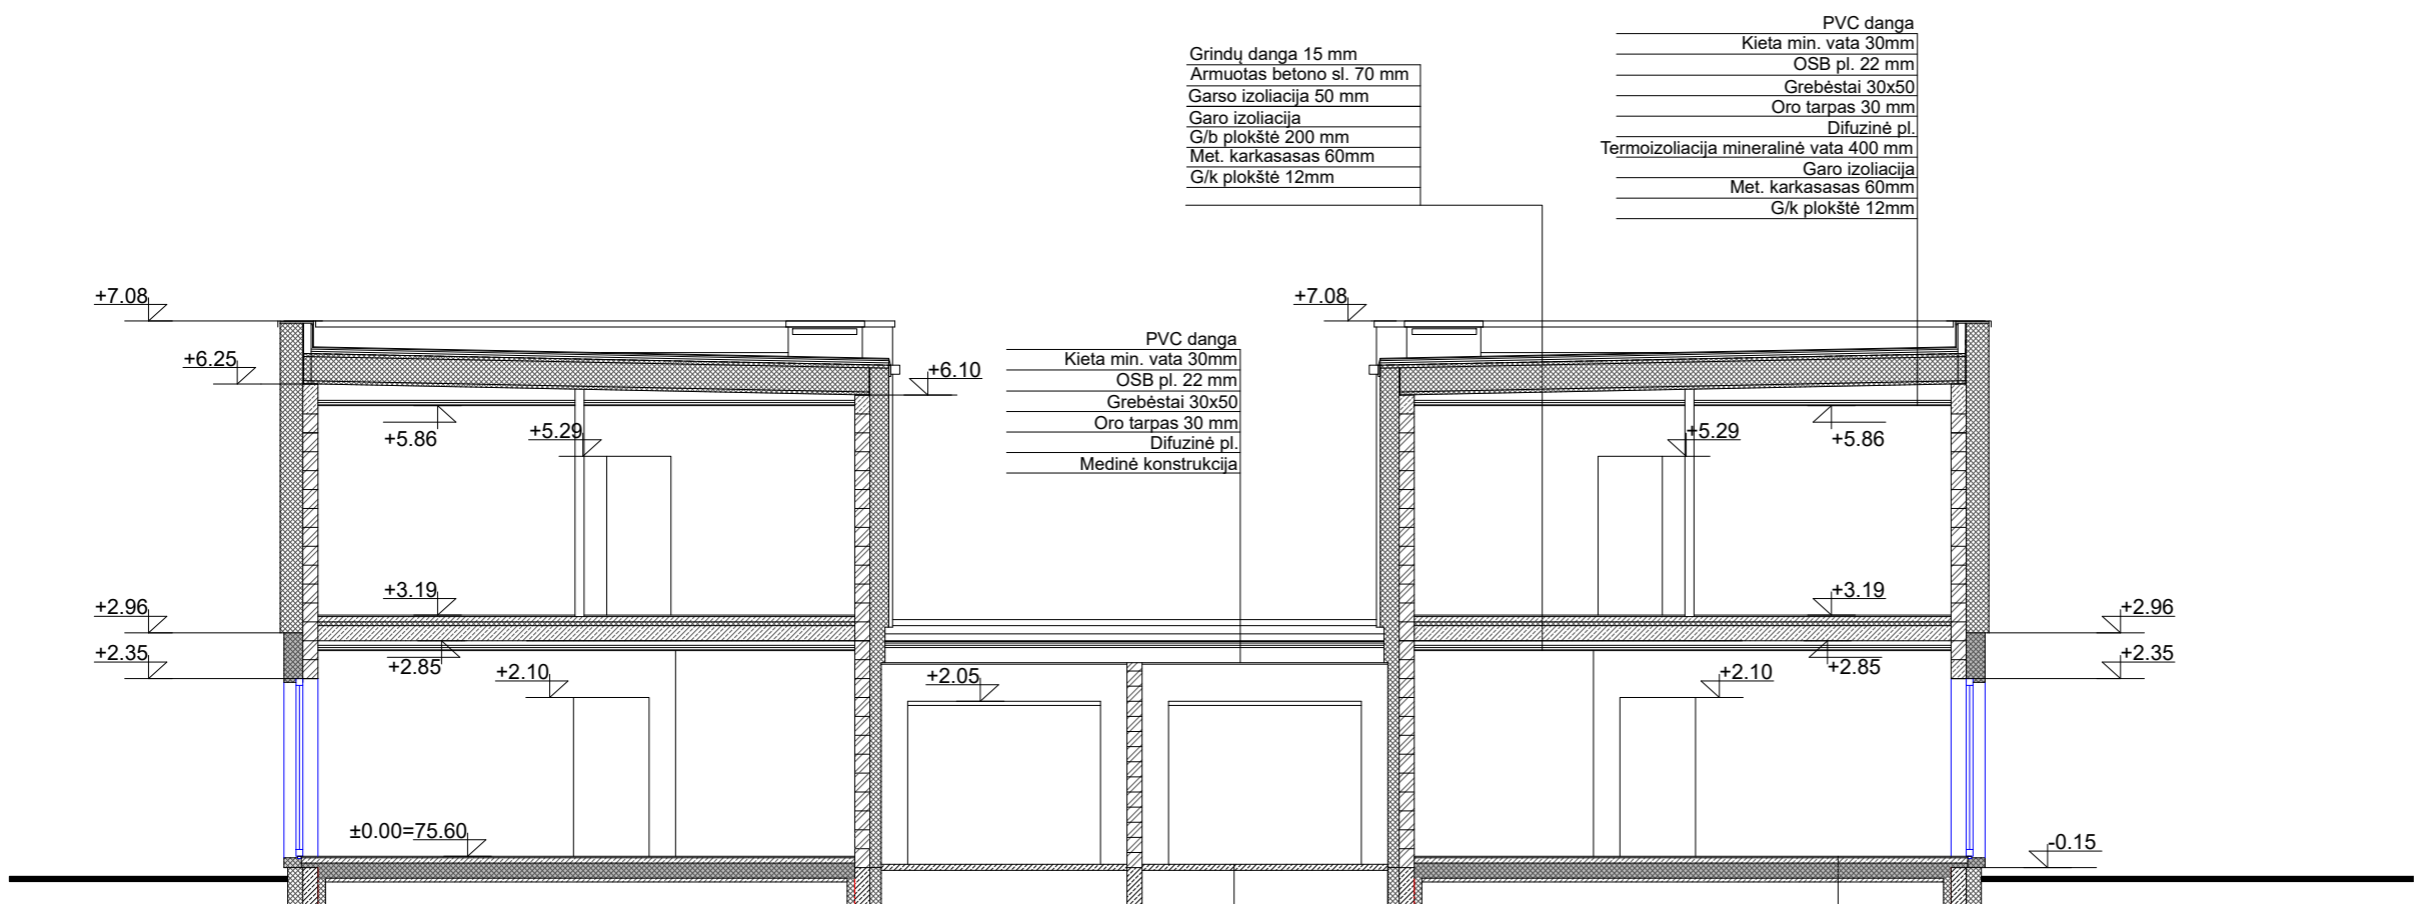 PVC danga
Kieta min. vata 30mm
OSB pl. 22 mm
Grebėstai 30x50
Oro tarpas 30 mm
Difuzinė pl.
Termoizoliacija mineralinė vata 400 mm
Garo izoliacija
Met. karkasasas 60mm
G/k plokštė 12mm
Grindų danga 15 mm
Armuotas betono sl. 70 mm
Garso izoliacija 50 mm
Garo izoliacija
G/b plokštė 200 mm
Met. karkasasas 60mm
G/k plokštė 12mm
+7.08
+7.08
PVC danga
Kieta min. vata 30mm
OSB pl. 22 mm
Grebėstai 30x50
Oro tarpas 30 mm
Difuzinė pl.
Medinė konstrukcija
+6.25
+6.10
+5.86
+5.29
+5.29
+5.86
+3.19
+3.19
+2.96
+2.96
+2.35
+2.85
+2.85
+2.35
+2.10
+2.05
+2.10
±0.00=75.60
-0.15